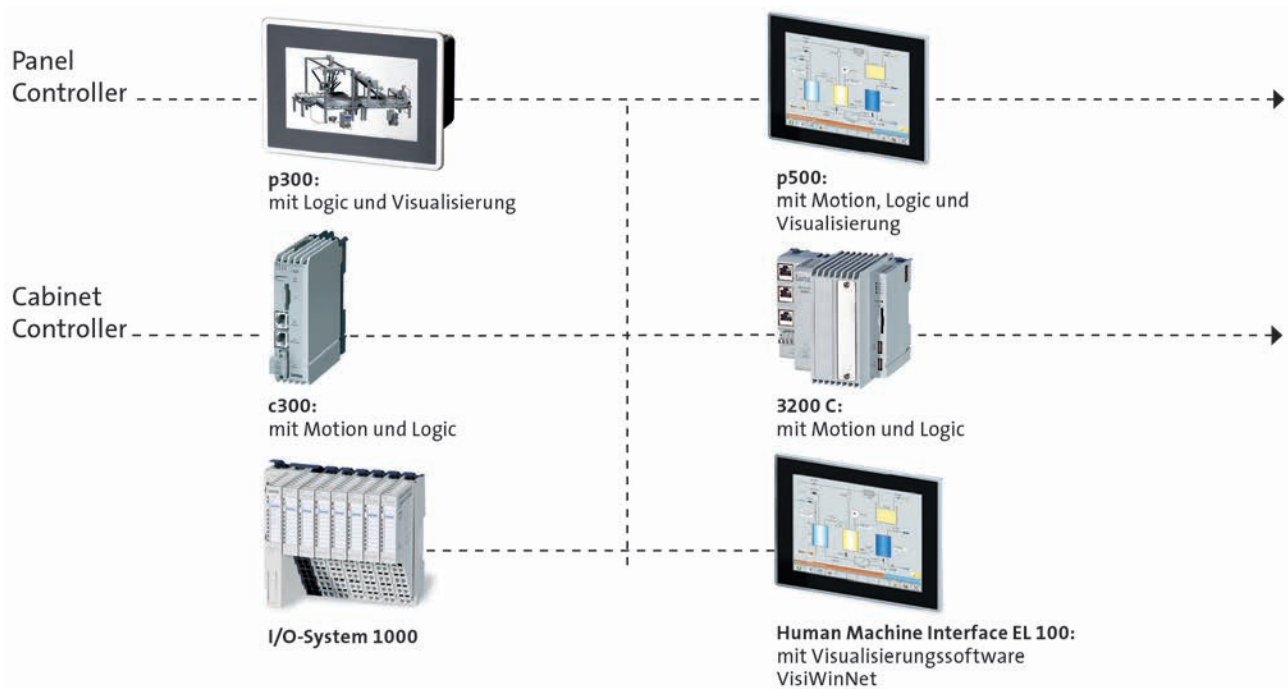 Panel
Controller
p300:
mit Logic und Visualisierung
p500:
mit Motion, Logic und
Visualisierung
Cabinet
Controller
c300:
mit Motion und Logic
3200 C:
mit Motion und Logic
I/O-System 1000
Human Machine Interface EL 100:
mit Visualisierungssoftware
VisiWinNet